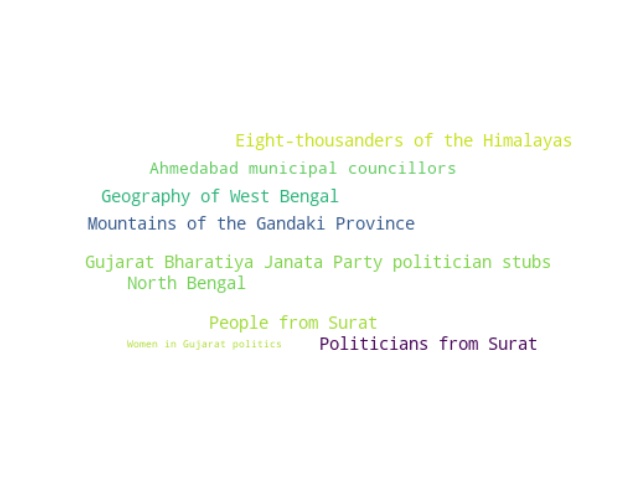 Eight-thousanders of the Himalayas
Ahmedabad municipal councillors
Geography of West Bengal
Mountains of the Gandaki Province
Gujarat Bharatiya Janata Party politician stubs
North Bengal
People from Surat
Women in Gujarat politics
Politicians from Surat